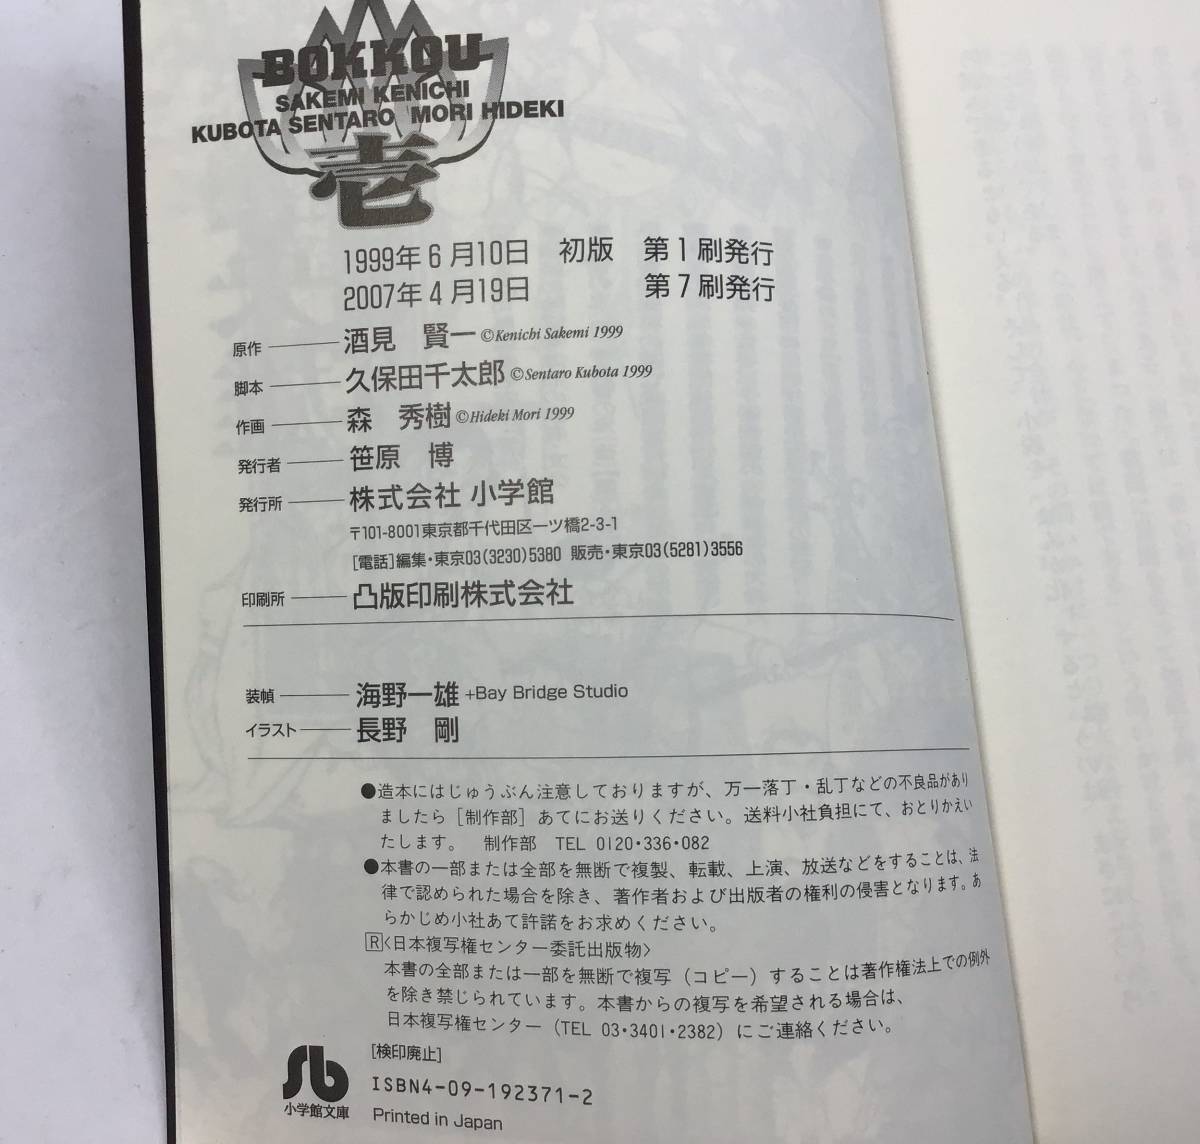 BOKKOU
SAKEMI KENICHI
KUBOTA SENTARO MORI HIDEKI
壱
1999年6月10日 初版 第1刷発行
2007年4月19日 第7刷発行
原作 酒見 賢一 ©Kenichi Sakemi 1999
脚本 久保田千太郎 ©Sentaro Kubota 1999
作画 森 秀樹 ©Hideki Mori 1999
発行者 笹原 博
発行所 株式会社 小学館
〒101-8001東京都千代田区一ツ橋2-3-1
[電話]編集・東京03(3230)5380 販売・東京03(5281)3556
印刷所 凸版印刷株式会社
装幀 海野一雄+Bay Bridge Studio
イラスト 長野 剛
●造本にはじゅうぶん注意しておりますが、万一落丁・乱丁などの不良品があり
ましたら[制作部]あてにお送りください。送料小社負担にて、おとりかえい
たします。 制作部 TEL 0120・336・082
●本書の一部または全部を無断で複製、転載、上演、放送などをすることは、法
律で認められた場合を除き、著作者および出版者の権利の侵害となります。あ
らかじめ小社あて許諾をお求めください。
R<日本複写権センター委託出版物>
本書の全部または一部を無断で複写(コピー)することは著作権法上での例外
を除き禁じられています。本書からの複写を希望される場合は、
日本複写権センター(TEL 03・3401・2382)にご連絡ください。
[検印廃止]
ISBN4-09-192371-2
Printed in Japan
Sb
小学館文庫